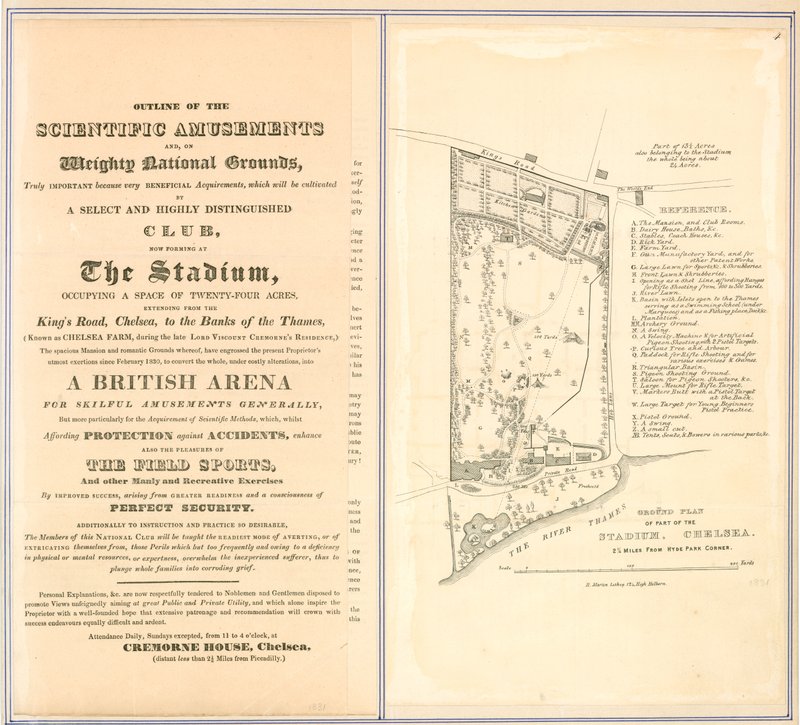 OUTLINE OF THE
SCIENTIFIC AMUSEMENTS
AND, ON
Weighty National Grounds,
Truly IMPORTANT because very BENEFICIAL Acquirements, which will be cultivated
BY
A SELECT AND HIGHLY DISTINGUISHED
CLUB,
NOW FORMING AT
The Stadium,
OCCUPYING A SPACE OF TWENTY-FOUR ACRES,
EXTENDING FROM THE
King's Road, Chelsea, to the Banks of the Thames,
(Known as CHELSEA FARM, during the late LORD VISCOUNT CREMORNE'S RESIDENCE,)
The spacious Mansion and romantic Grounds whereof, have engrossed the present Proprietor's
utmost exertions since February 1830, to convert the whole, under costly alterations, into
A BRITISH ARENA
FOR SKILFUL AMUSEMENTS GENERALLY,
But more particularly for the Acquirement of Scientific Methods, which, whilst
Affording PROTECTION against ACCIDENTS, enhance
ALSO THE PLEASURES OF
THE FIELD SPORTS,
And other Manly and Recreative Exercises
By IMPROVED SUCCESS, arising from GREATER READINESS and a CONSCIOUSNESS of
PERFECT SECURITY.
ADDITIONALLY TO INSTRUCTION AND PRACTICE SO DESIRABLE,
The Members of this NATIONAL CLUB will be taught the READIEST MODE of AVERTING, or of
EXTRICATING themselves from, those Perils which but too frequently and owing to a deficiency
in physical or mental resources, or expertness, overwhelm the inexperienced sufferer, thus to
plunge whole families into corroding grief.
Personal Explanations, &c. are now respectfully tendered to Noblemen and Gentlemen disposed to
promote Views unfeignedly aiming at great Public and Private Utility, and which alone inspire the
Proprietor with a well-founded hope that extensive patronage and recommendation will crown with
success endeavours equally difficult and ardent.
Attendance Daily, Sundays excepted, from 11 to 4 o'clock, at
CREMORNE HOUSE, Chelsea,
(distant less than 2½ Miles from Piccadilly.)
1831
4
Part of 13½ Acres
also belonging to the Stadium
the whole being about
Acres.
Kings Road
The Worlds End
Kitchen Garden
REFERENCE.
A. The Mansion, and Club Rooms.
B. Dairy House, Baths, &c.
C. Stables, Coach Houses, &c.
D. Rick Yard.
E. Farm Yard.
F. Gun Manufactory Yard, and for
other Patent Works
G. Large Lawn for Sports &c. & Shrubberies.
H. Front Lawn & Shrubberies.
I. Opening as a Shot Line, affording Ranges
for Rifle Shooting from 100 to 500 Yards.
J. River Lawn.
K. Basin with Islets open to the Thames
serving as a Swimming School (under
Marquees) and as a Fishing place, Dock &c.
L. Plantation.
MM. Archery Ground.
N. A Swing.
O. A Velocity Machine & for Artificial
Pigeon Shooting with 2 Pistol Targets.
P. Curious Tree and Arbour.
Q. Paddock for Rifle Shooting and for
various exercises & Games.
R. Triangular Basin.
S. Pigeon Shooting Ground.
T. Saloon for Pigeon Shooters, &c.
U. Large Mount for Rifle Target.
V. Markers Butt with a Pistol Target
at the Back.
W. Large Target for Young Beginners
Pistol Practice.
X. Pistol Ground.
Y. A Swing.
Z. A small cut.
NB. Tents, Seats, & Bowers in various parts, &c.
Private Road
Freehold
THE RIVER THAMES
GROUND PLAN
OF PART OF THE
STADIUM, CHELSEA.
2¼ MILES FROM HYDE PARK CORNER.
Scale
Yards
R. Martin Lithog. 124, High Holborn.
1831